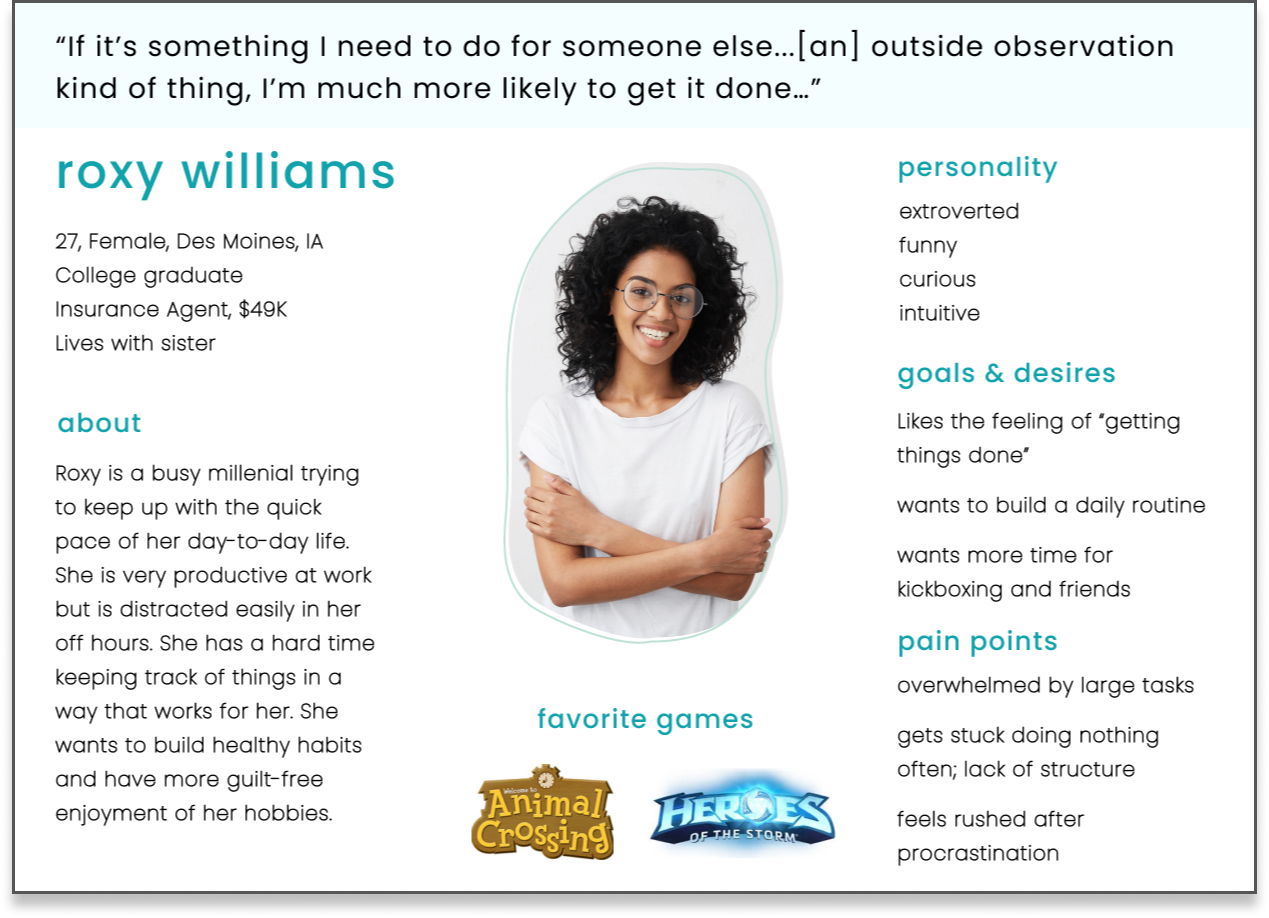 “If it’s something I need to do for someone else...[an] outside observation
kind of thing, I’m much more likely to get it done…”
roxy williams
27, Female, Des Moines, IA
College graduate
Insurance Agent, $49K
Lives with sister
about
Roxy is a busy millenial trying
to keep up with the quick
pace of her day-to-day life.
She is very productive at work
but is distracted easily in her
off hours. She has a hard time
keeping track of things in a
way that works for her. She
wants to build healthy habits
and have more guilt-free
enjoyment of her hobbies.
favorite games
Welcome to
Animal
Crossing
HEROES
OF THE STORM
personality
extroverted
funny
curious
intuitive
goals & desires
Likes the feeling of "getting
things done"
wants to build a daily routine
wants more time for
kickboxing and friends
pain points
overwhelmed by large tasks
gets stuck doing nothing
often; lack of structure
feels rushed after
procrastination